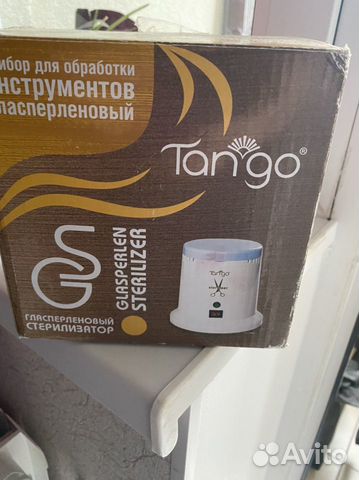 ибор для обработки
нструментов
ласперленовый
Tango®
GS
GLASPERLEN
STERILIZER
ГЛАСПЕРЛЕНОВЫЙ
СТЕРИЛИЗАТОР
Tango
Avito